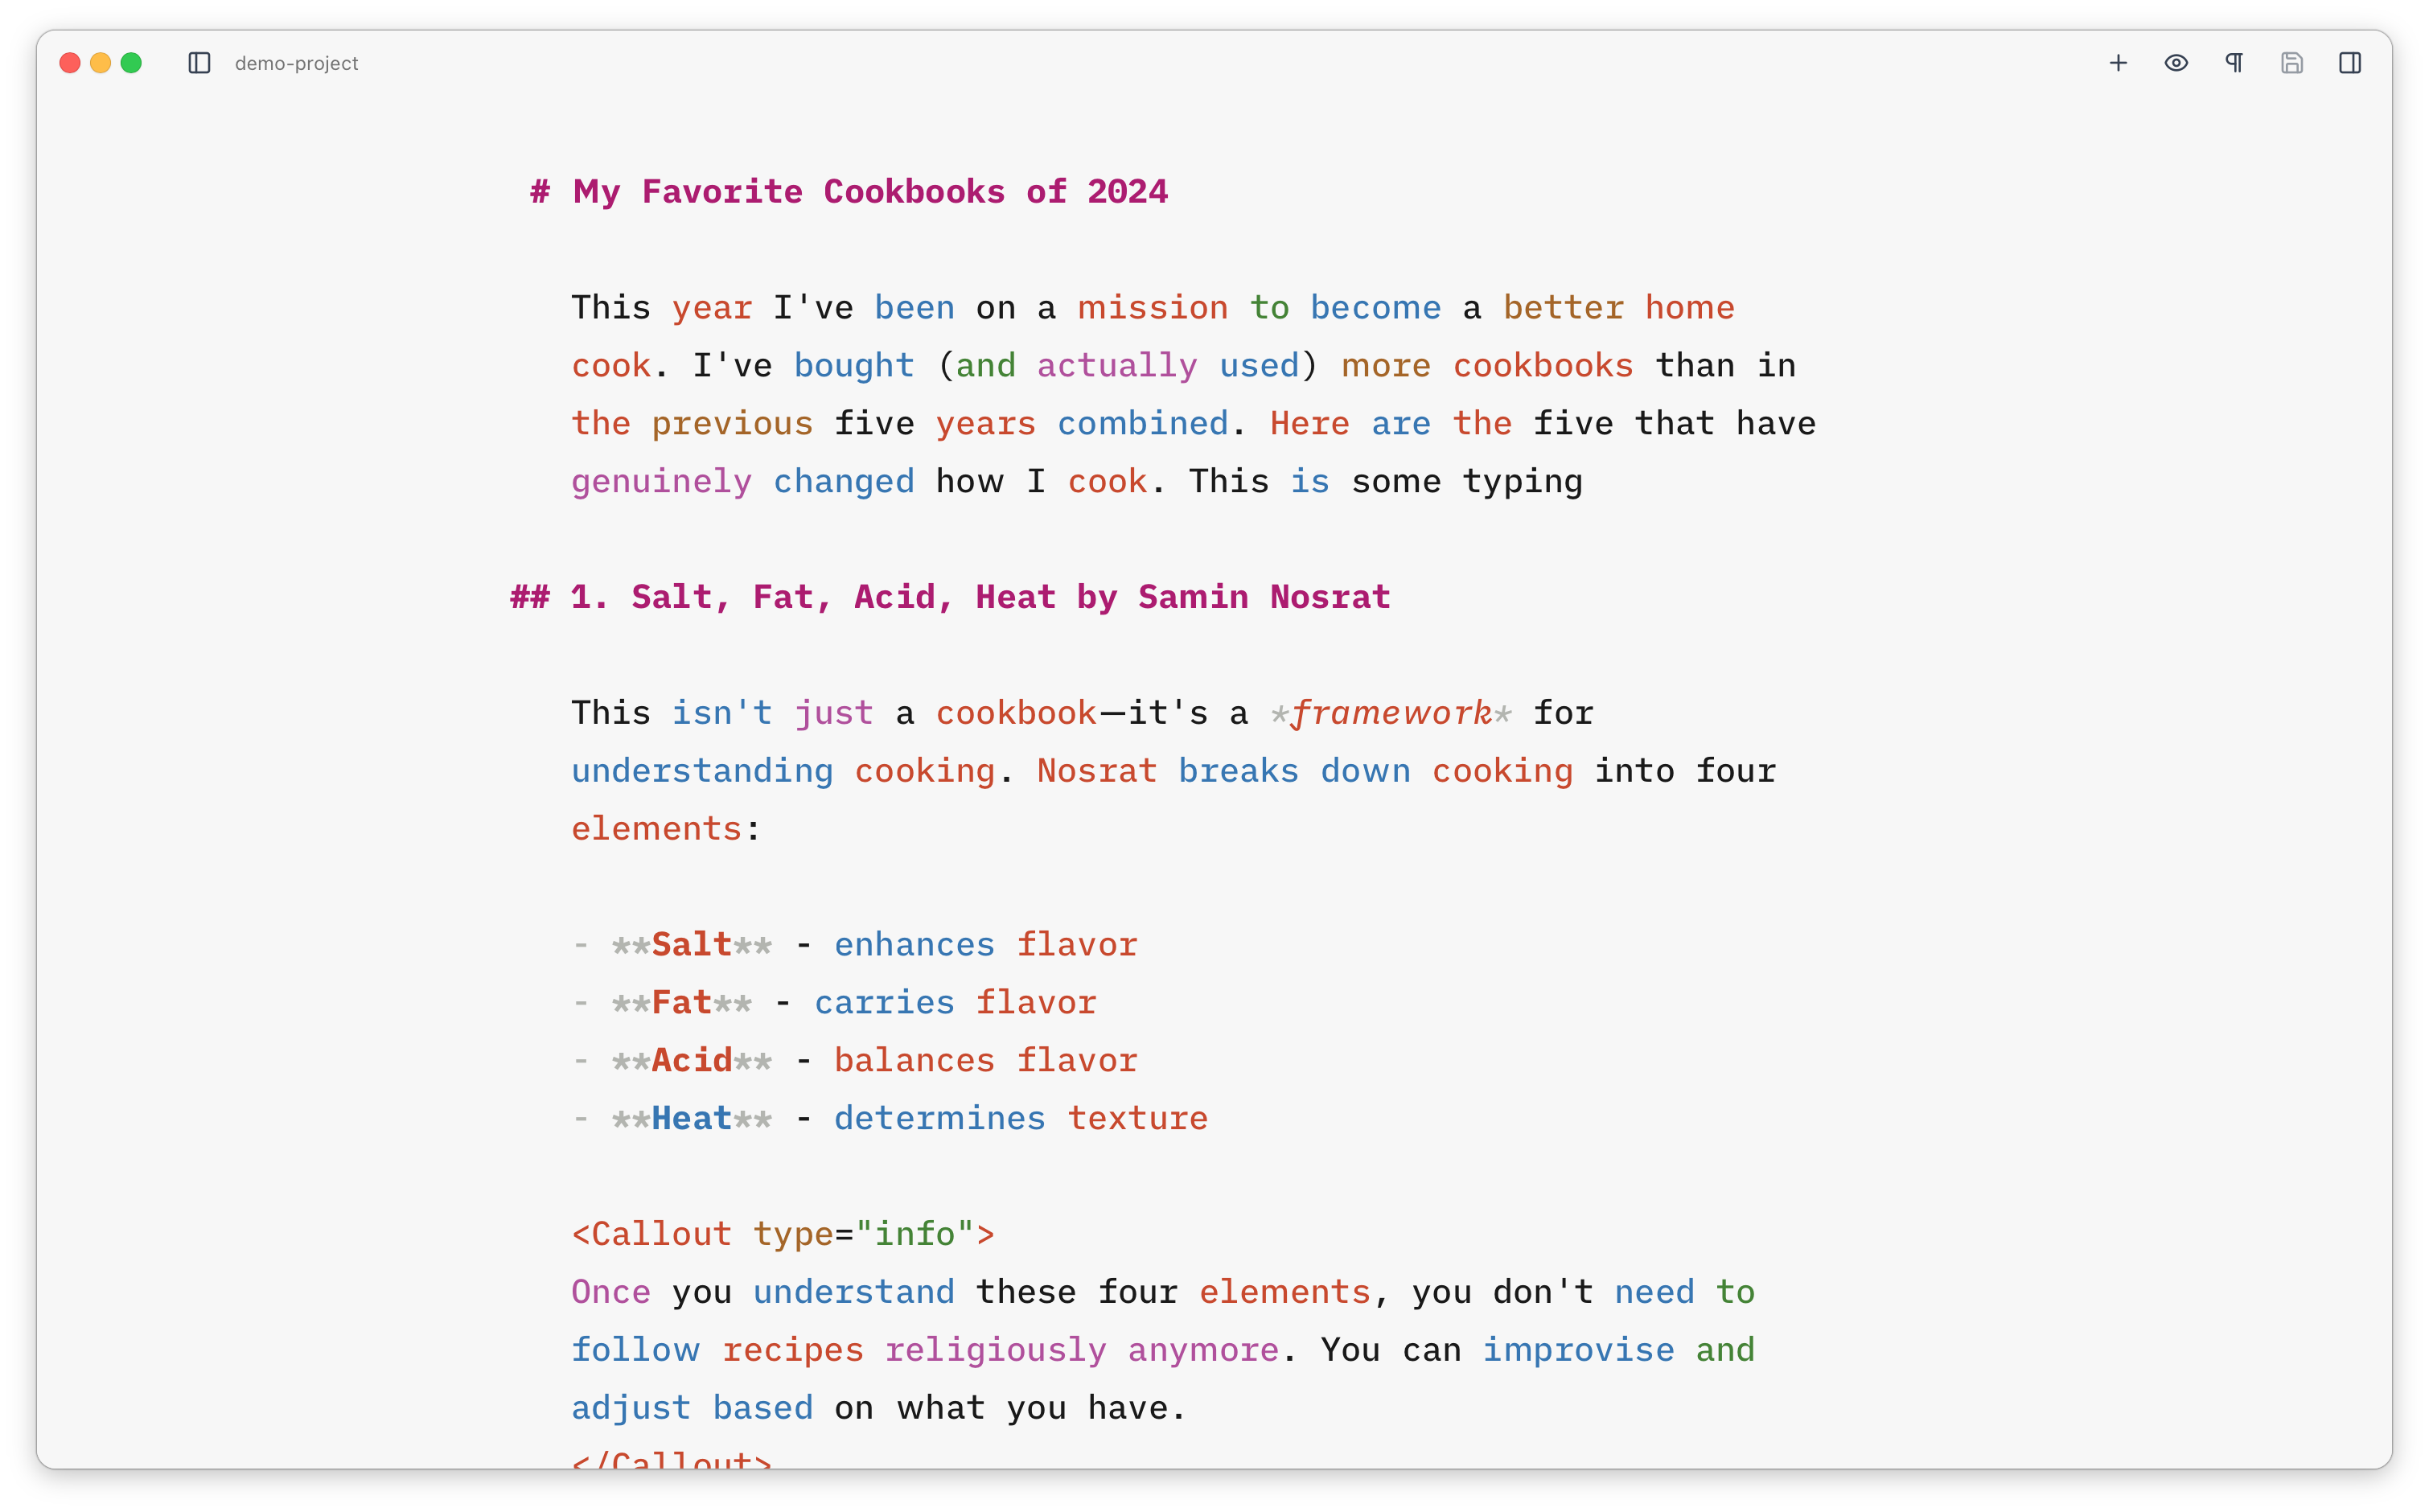 demo-project
# My Favorite Cookbooks of 2024
This year I've been on a mission to become a better home
cook. I've bought (and actually used) more cookbooks than in
the previous five years combined. Here are the five that have
genuinely changed how I cook. This is some typing
## 1. Salt, Fat, Acid, Heat by Samin Nosrat
This isn't just a cookbook—it's a *framework* for
understanding cooking. Nosrat breaks down cooking into four
elements:
- **Salt** - enhances flavor
- **Fat** - carries flavor
- **Acid** - balances flavor
- **Heat** - determines texture
<Callout type="info">
Once you understand these four elements, you don't need to
follow recipes religiously anymore. You can improvise and
adjust based on what you have.
</Callout>